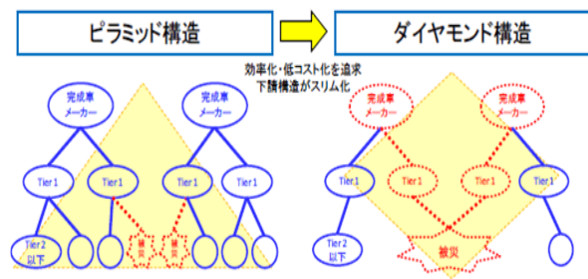 ピラミッド構造
ダイヤモンド構造
効率化・低コスト化を追求
下請構造がスリム化
完成車
メーカー
完成車
メーカー
Tier1
Tier1
Tier1
Tier1
Tier2
以下
被災
被災
完成車
メーカー
完成車
メーカー
Tier1
Tier1
Tier1
Tier1
Tier2
以下
被災